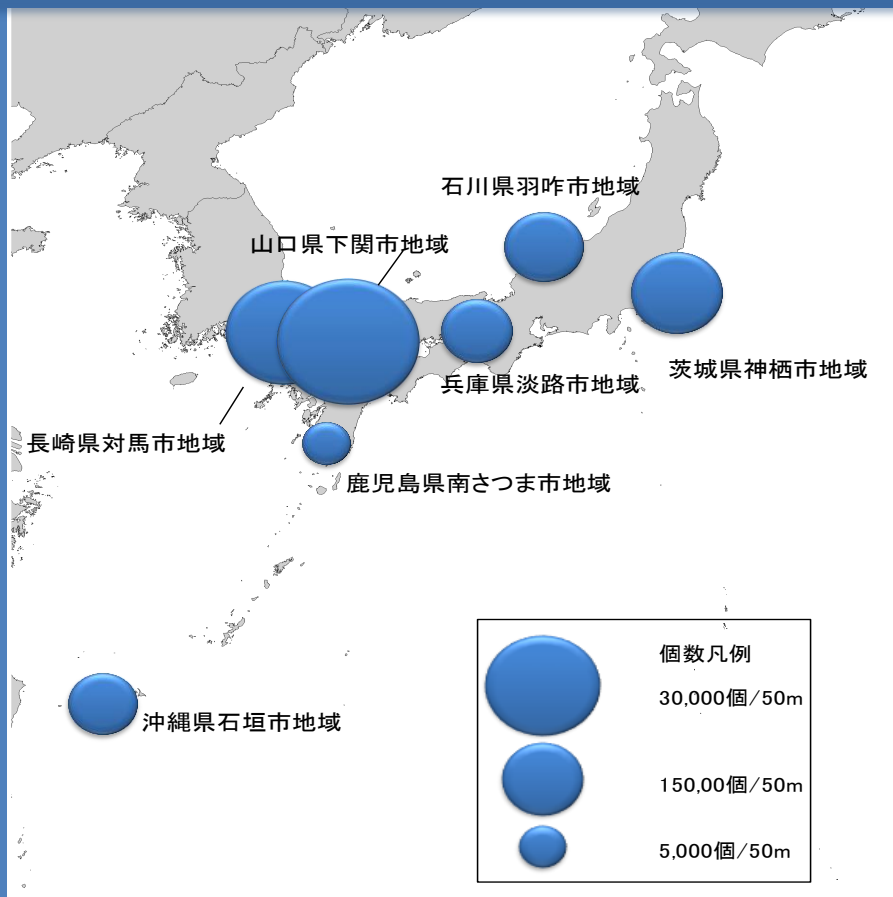 石川県羽咋市地域
山口県下関市地域
茨城県神栖市地域
兵庫県淡路市地域
長崎県対馬市地域
鹿児島県南さつま市地域
沖縄県石垣市地域
個数凡例
30,000個/50m
150,00個/50m
5,000個/50m